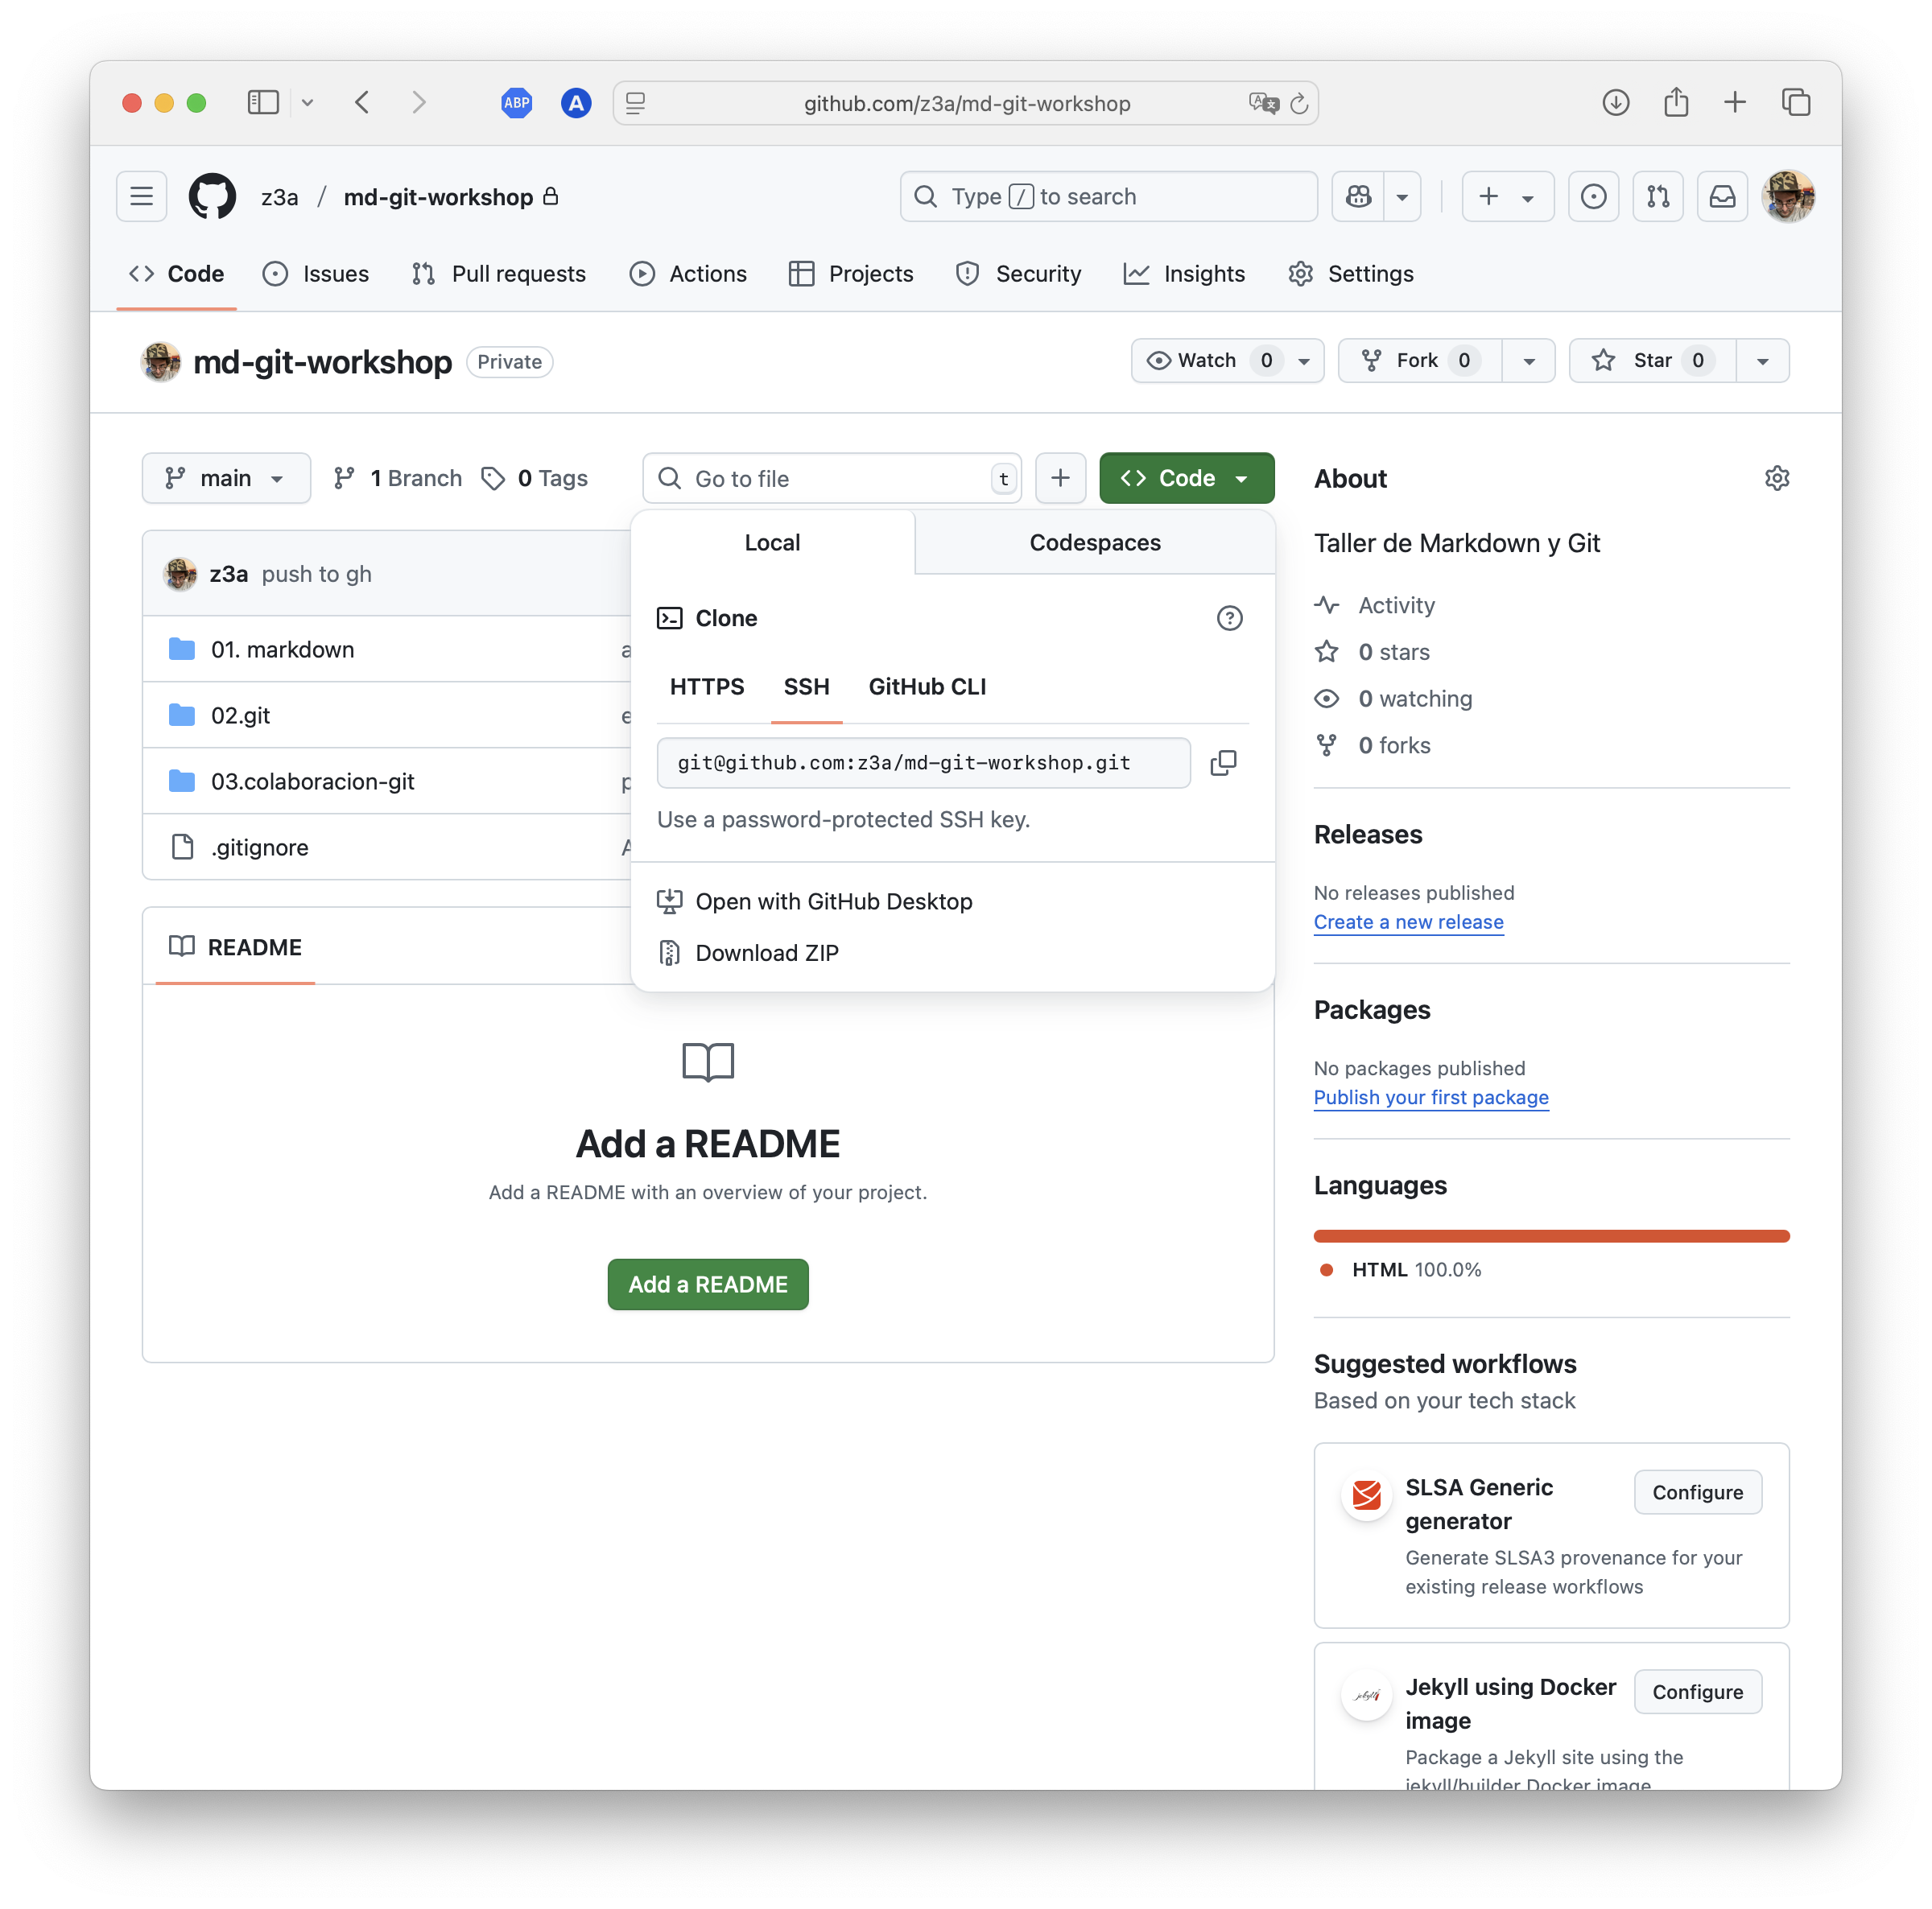 ABP
A
github.com/z3a/md-git-workshop
z3a / md-git-workshop
Type / to search
Code
Issues
Pull requests
Actions
Projects
Security
Insights
Settings
md-git-workshop
Private
Watch 0
Fork 0
Star 0
main
1 Branch
0 Tags
Go to file
t
Code
z3a push to gh
01. markdown
02.git
03.colaboracion-git
.gitignore
Local
Codespaces
Clone
HTTPS
SSH
GitHub CLI
git@github.com:z3a/md-git-workshop.git
Use a password-protected SSH key.
Open with GitHub Desktop
Download ZIP
README
Add a README
Add a README with an overview of your project.
Add a README
About
Taller de Markdown y Git
Activity
0 stars
0 watching
0 forks
Releases
No releases published
Create a new release
Packages
No packages published
Publish your first package
Languages
HTML 100.0%
Suggested workflows
Based on your tech stack
SLSA Generic
generator
Configure
Generate SLSA3 provenance for your
existing release workflows
Jekyll using Docker
image
Configure
Package a Jekyll site using the
jekyll/builder Docker image